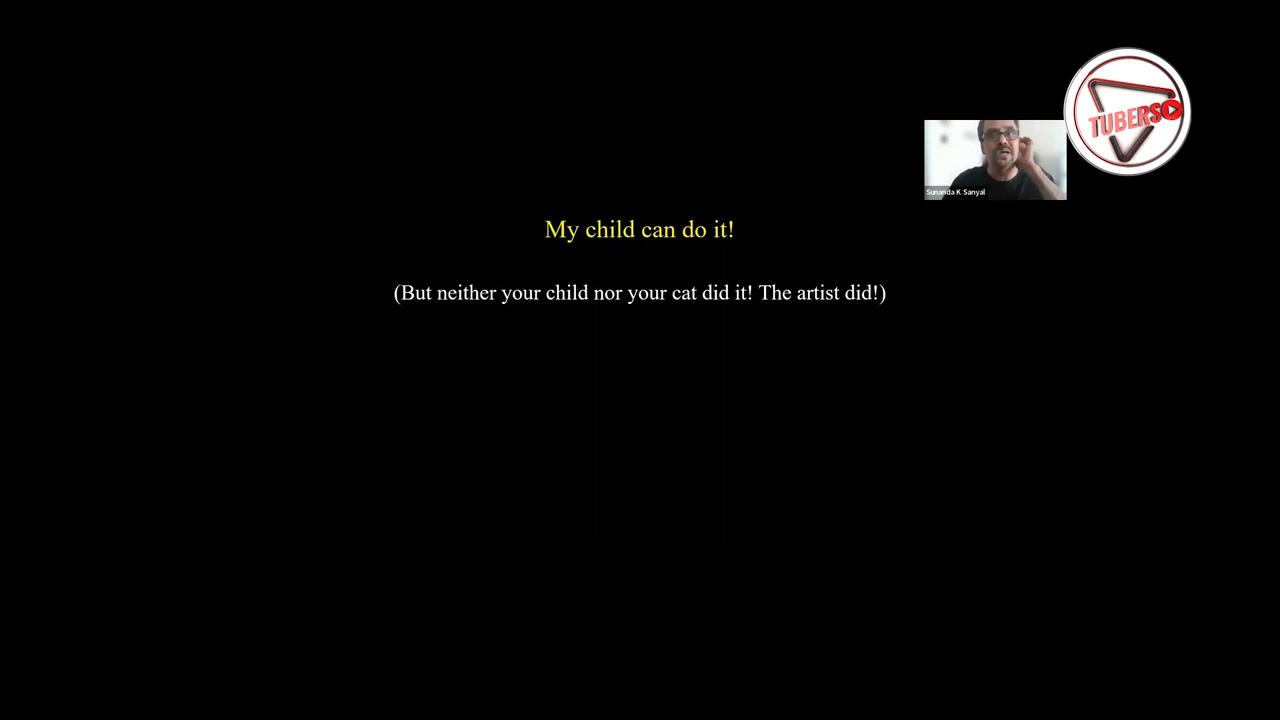 TUBERS
Sunanda K Sanyal
My child can do it!
(But neither your child nor your cat did it! The artist did!)